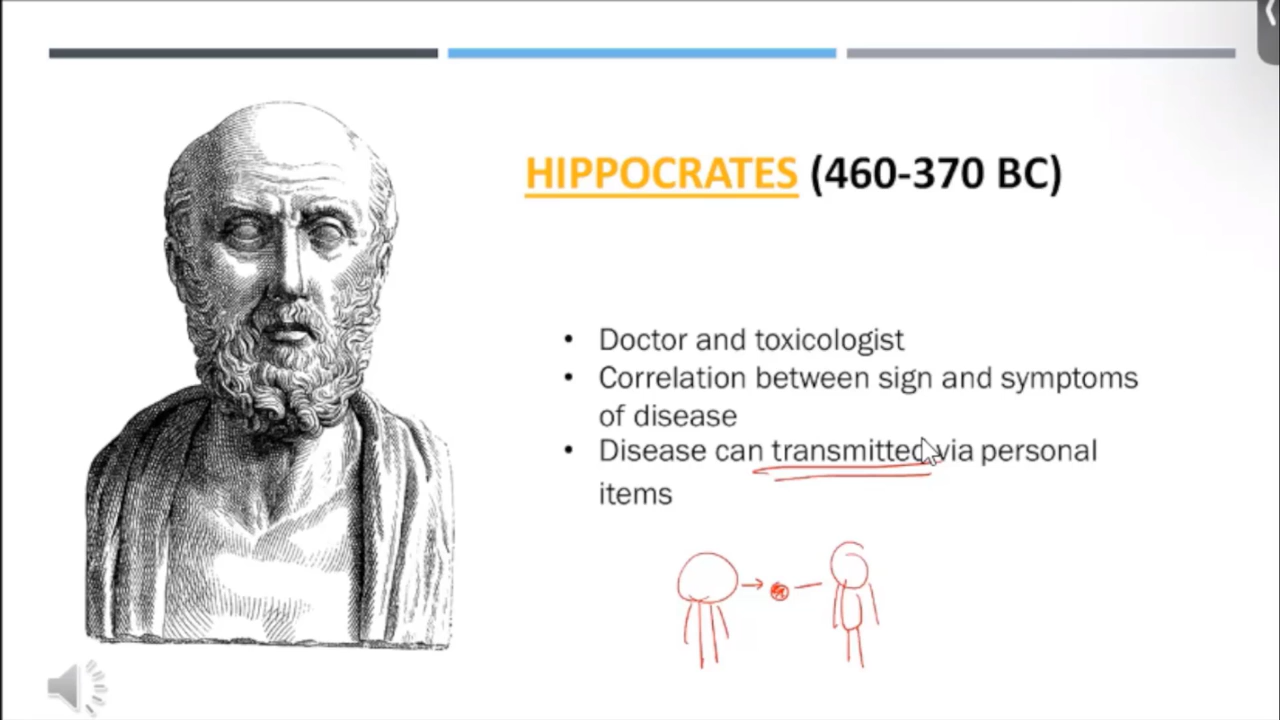 HIPPOCRATES (460-370 BC)
• Doctor and toxicologist
• Correlation between sign and symptoms
of disease
• Disease can transmitted via personal
items